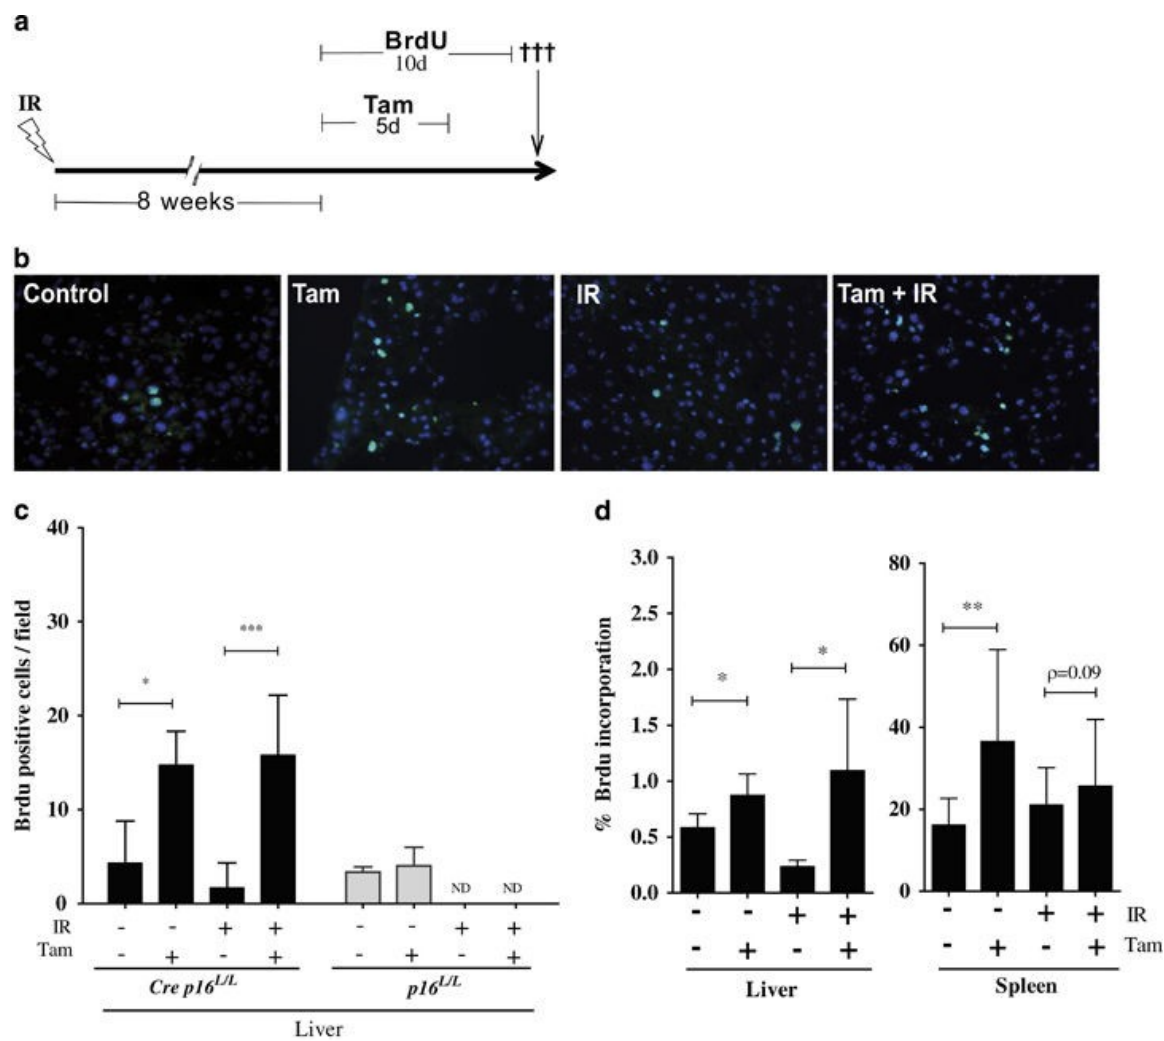 a
BrdU
10d
†††
IR
Tam
5d
8 weeks
b
Control
Tam
IR
Tam + IR
c
40
30
20
10
0
Brdu positive cells / field
*
***
ND ND
- - + + - - + + IR
- + - + - + - + Tam
Cre p16L/L
p16L/L
Liver
d
3.0
2.5
2.0
1.5
1.0
0.5
0.0
% Brdu incorporation
*
*
80
60
40
20
0
**
ρ=0.09
- - + + - - + + IR
- + - + - + - + Tam
Liver
Spleen